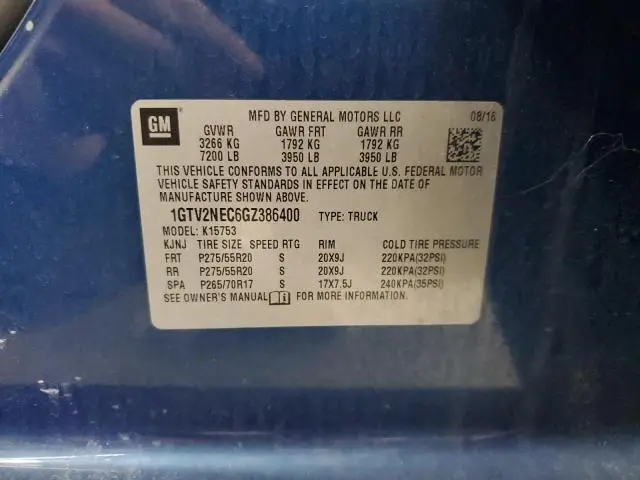 GM
MFD BY GENERAL MOTORS LLC 08/16
GVWR GAWR FRT GAWR RR
3266 KG 1792 KG 1792 KG
7200 LB 3950 LB 3950 LB
THIS VEHICLE CONFORMS TO ALL APPLICABLE U.S. FEDERAL MOTOR
VEHICLE SAFETY STANDARDS IN EFFECT ON THE DATE OF
MANUFACTURE SHOWN ABOVE.
1GTV2NEC6GZ386400 TYPE: TRUCK
MODEL: K15753
KJNJ TIRE SIZE SPEED RTG RIM COLD TIRE PRESSURE
FRT P275/55R20 S 20X9J 220KPA(32PSI)
RR P275/55R20 S 20X9J 220KPA(32PSI)
SPA P265/70R17 S 17X7.5J 240KPA(35PSI)
SEE OWNER'S MANUAL FOR MORE INFORMATION.